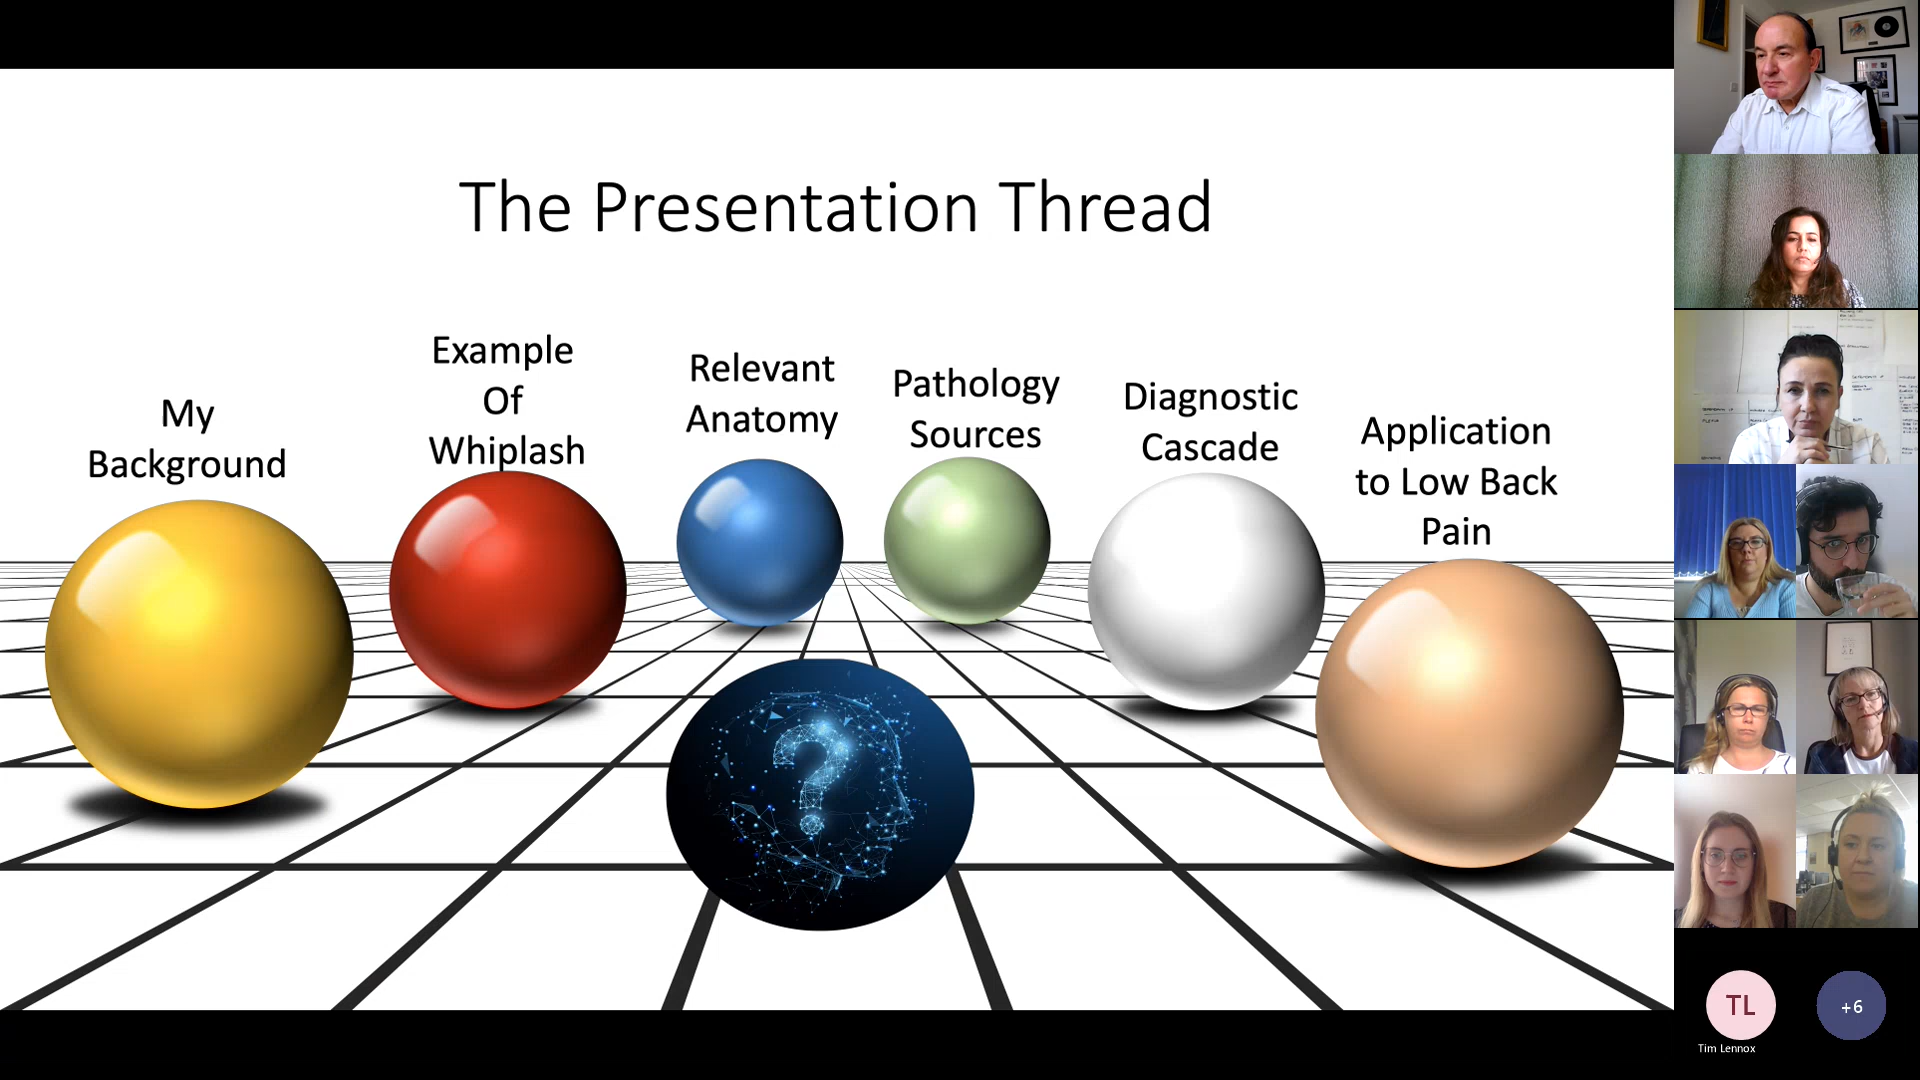 The Presentation Thread
My
Background
Example
Of
Whiplash
Relevant
Anatomy
Pathology
Sources
Diagnostic
Cascade
Application
to Low Back
Pain
?
TL
+6
Tim Lennox